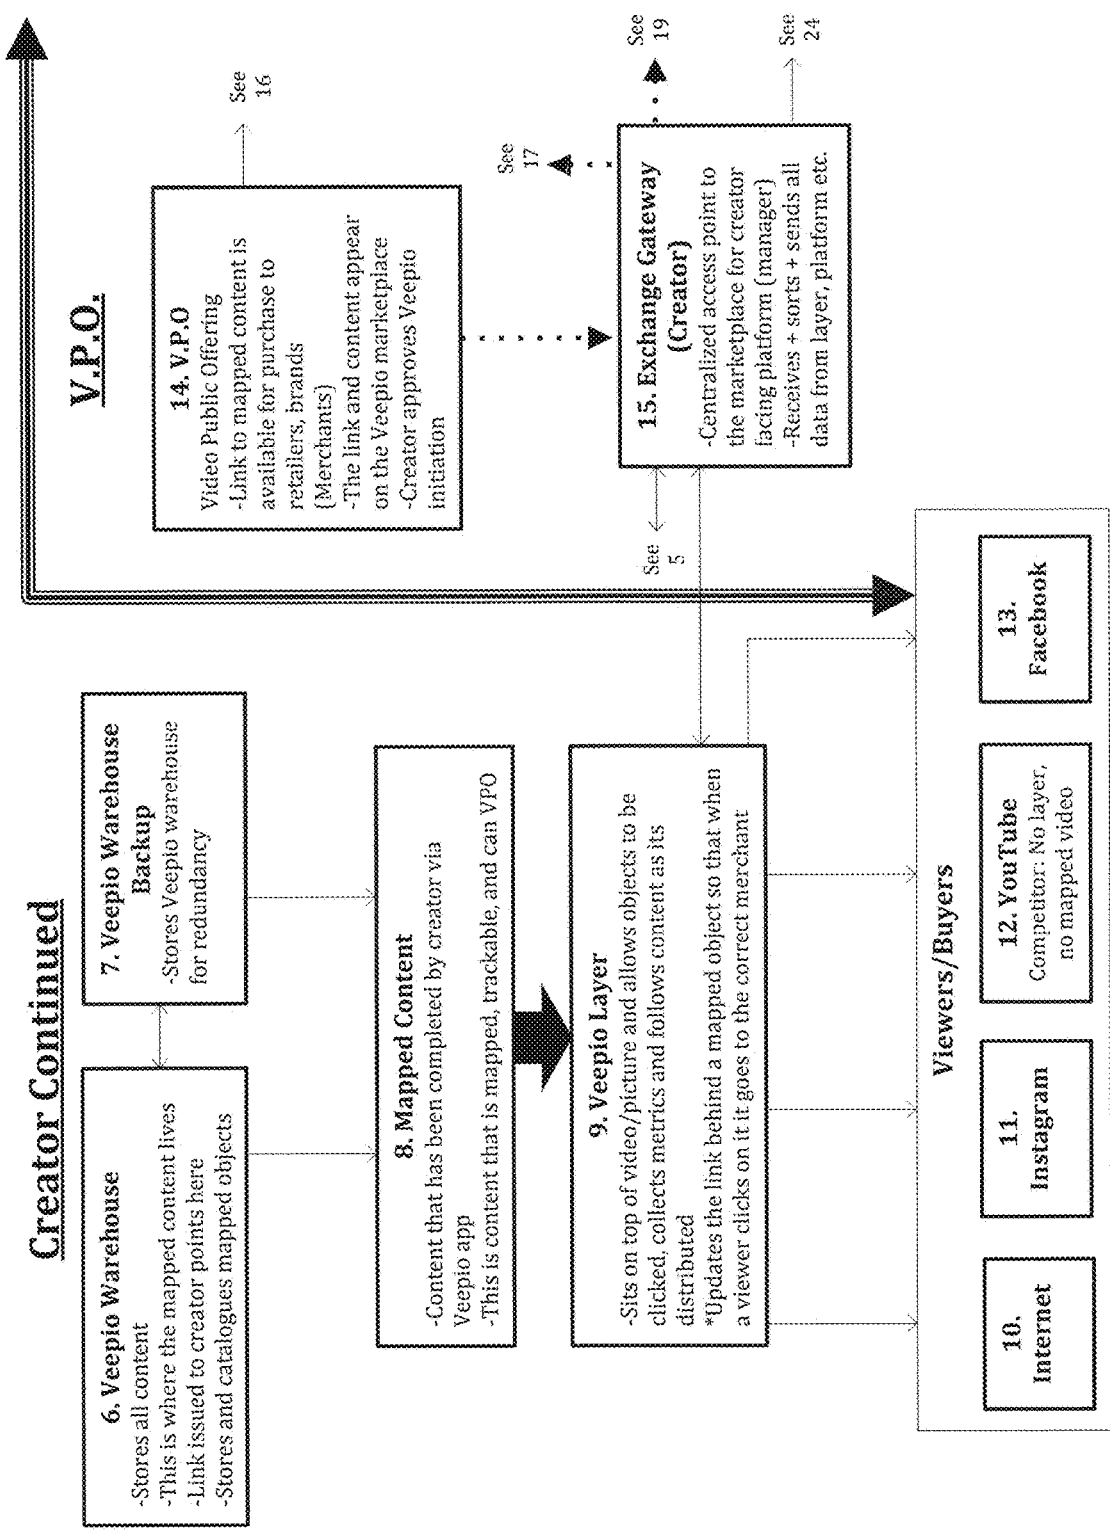 Creator Continued
6. Veepio Warehouse
-Stores all content
-This is where the mapped content lives
-Link issued to creator points here
-Stores and catalogues mapped objects
7. Veepio Warehouse
Backup
-Stores Veepio warehouse
for redundancy
8. Mapped Content
-Content that has been completed by creator via
Veepio app
-This is content that is mapped, trackable, and can VPO
9. Veepio Layer
-Sits on top of video/picture and allows objects to be
clicked, collects metrics and follows content as its
distributed
*Updates the link behind a mapped object so that when
a viewer clicks on it it goes to the correct merchant
Viewers/Buyers
10.
Internet
11.
Instagram
12. YouTube
Competitor: No layer,
no mapped video
13.
Facebook
V.P.O.
14. V.P.O
Video Public Offering
-Link to mapped content is
available for purchase to
retailers, brands
(Merchants)
-The link and content appear
on the Veepio marketplace
-Creator approves Veepio
initiation
See
16
See
17
See
19
See
5
15. Exchange Gateway
(Creator)
-Centralized access point to
the marketplace for creator
facing platform (manager)
-Receives + sorts + sends all
data from layer, platform etc.
See
24